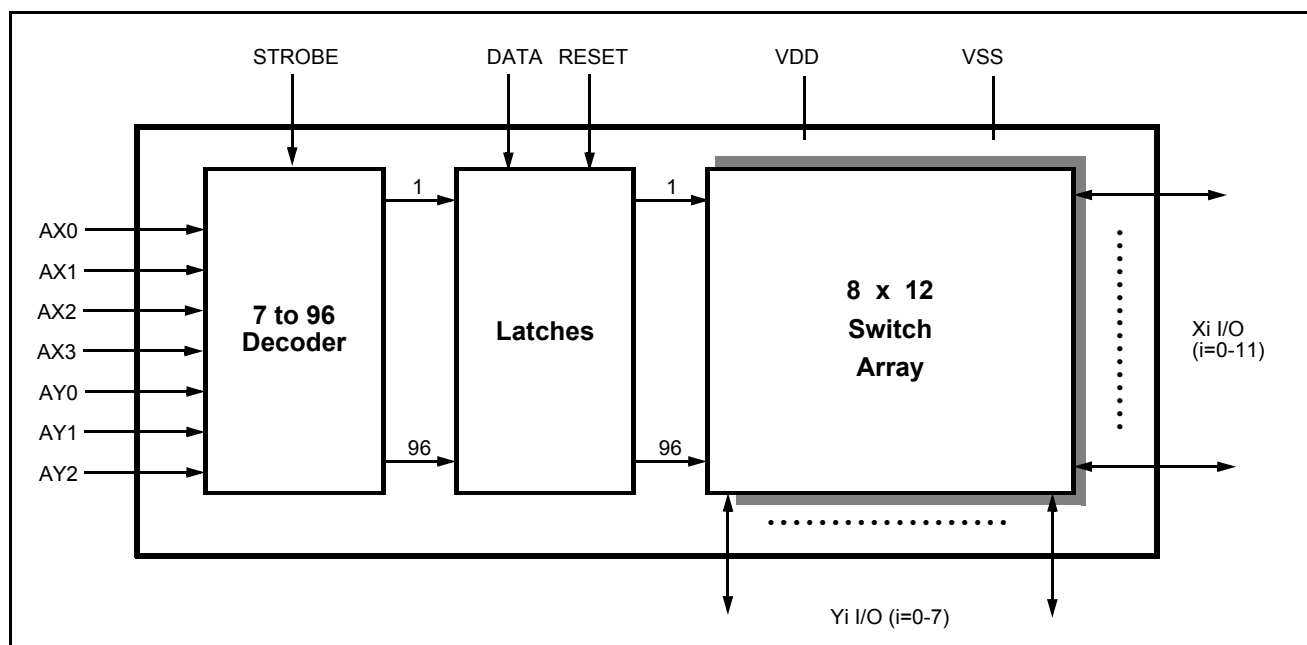 STROBE
DATA
RESET
VDD
VSS
1
1
AX0
AX1
AX2
AX3
AY0
AY1
AY2
7 to 96
Decoder
Latches
8 x 12
Switch
Array
Xi I/O
(i=0-11)
96
96
Yi I/O (i=0-7)